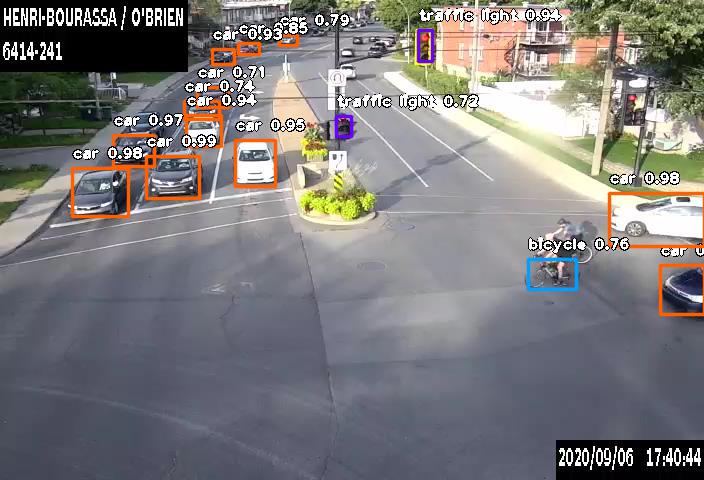 HENRI-BOURASSA / O'BRIEN
6414-241
car 0.79
car 0.93
.85
traffic light 0.94
car 0.71
car 0.74
car 0.94
traffic light 0.72
car 0.97
car 0.95
car 0.99
car 0.98
car 0.98
bicycle 0.76
car 0
2020/09/06 17:40:44